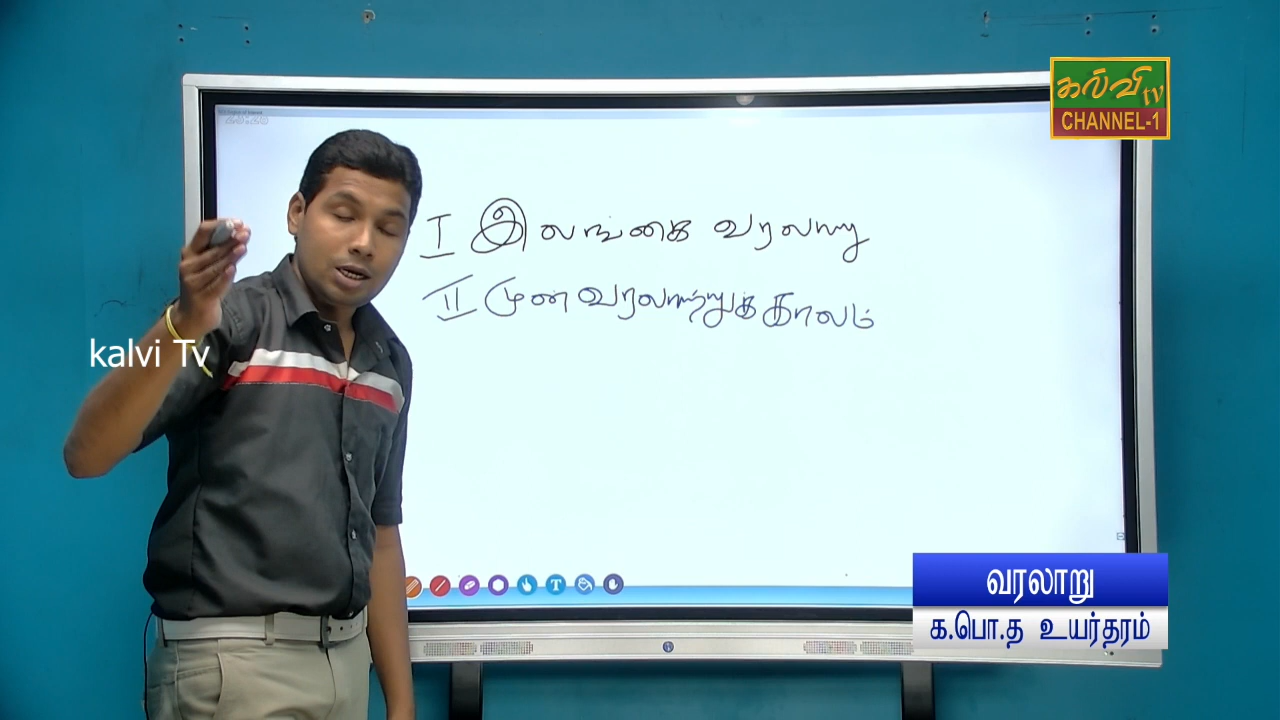 கல்வி tv
CHANNEL-1
I இலங்கை வரலாறு
II முன் வரலாற்றுக் காலம்
kalvi Tv
T
வரலாறு
க.பொ.த உயர்தரம்